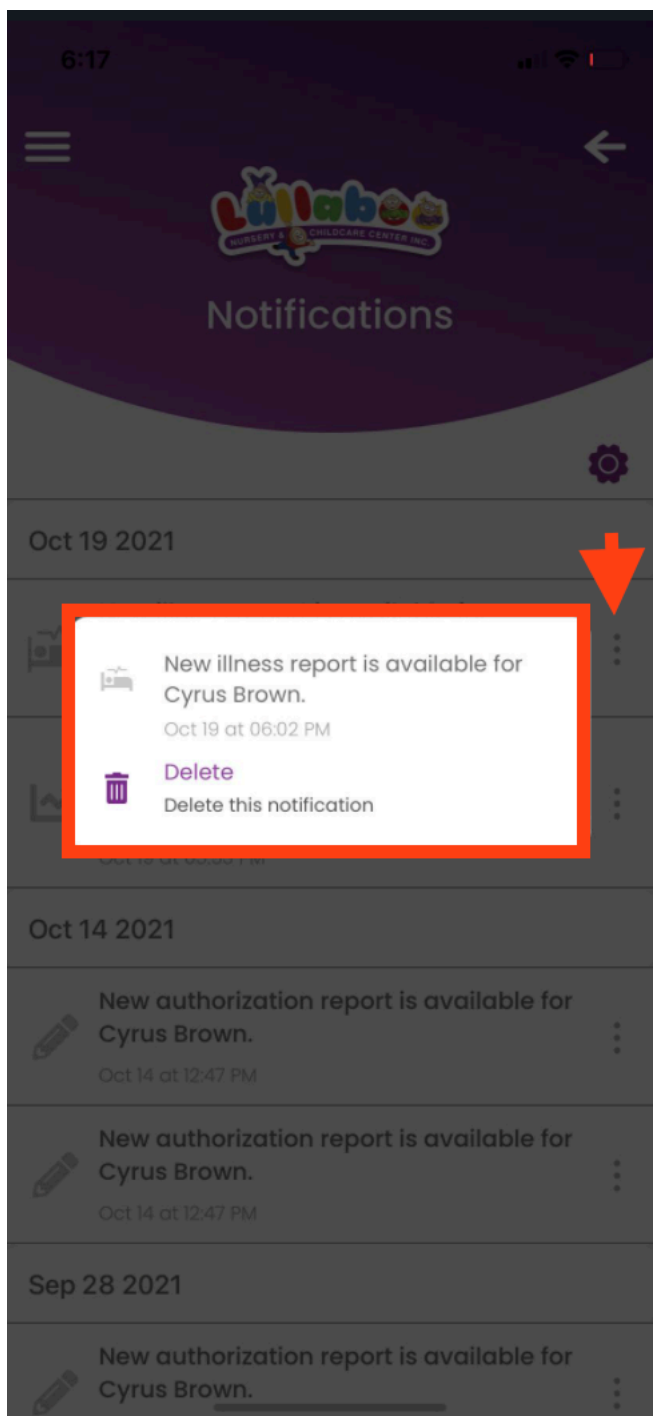 6:17
Lullaboo
NURSERY & CHILDCARE CENTER INC.
Notifications
Oct 19 2021
New illness report is available for
Cyrus Brown.
Oct 19 at 06:02 PM
Delete
Delete this notification
Oct 14 2021
New authorization report is available for
Cyrus Brown.
Oct 14 at 12:47 PM
New authorization report is available for
Cyrus Brown.
Oct 14 at 12:47 PM
Sep 28 2021
New authorization report is available for
Cyrus Brown.